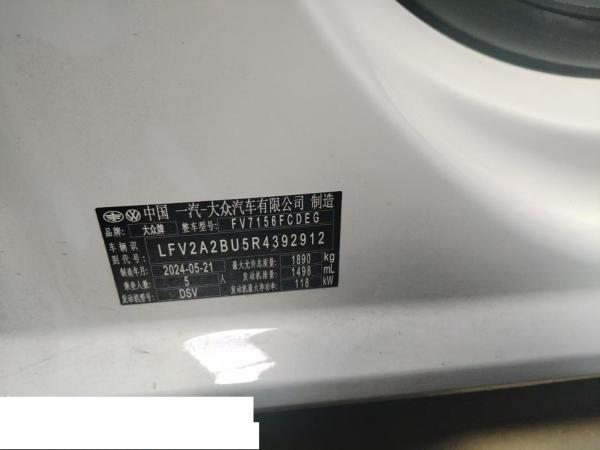 中国 一汽-大众汽车有限公司 制造
品牌: 大众牌 整车型号: FV7156FCDEG
车辆识别代号: LFV2A2BU5R4392912
制造年月: 2024-05-21 最大允许总质量: 1890 kg
乘坐人数: 5 人 发动机排量: 1498 mL
发动机型号: DSV 发动机最大净功率: 118 kW